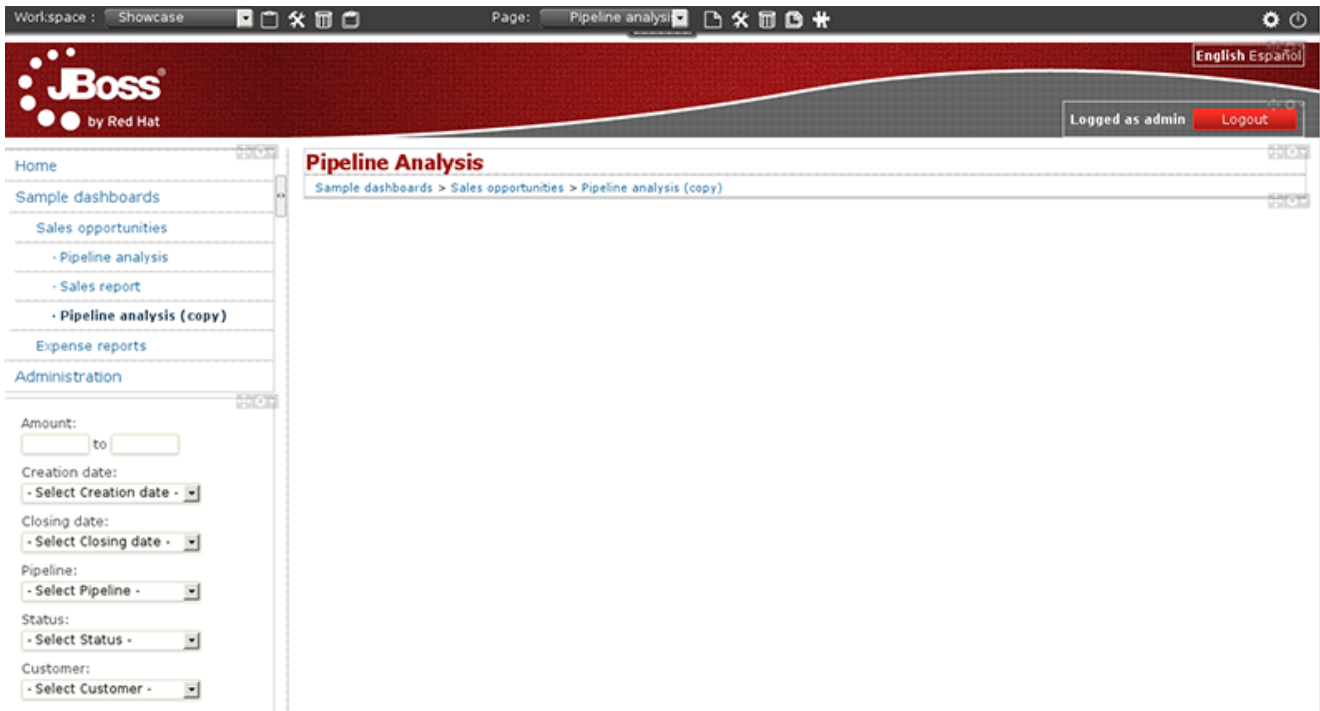 Workspace : Showcase Page: Pipeline analysi
English Español
JBoss®
by Red Hat
Logged as admin Logout
Home
Sample dashboards
Sales opportunities
· Pipeline analysis
· Sales report
· Pipeline analysis (copy)
Expense reports
Administration
Pipeline Analysis
Sample dashboards > Sales opportunities > Pipeline analysis (copy)
Amount:
to
Creation date:
- Select Creation date -
Closing date:
- Select Closing date -
Pipeline:
- Select Pipeline -
Status:
- Select Status -
Customer:
- Select Customer -